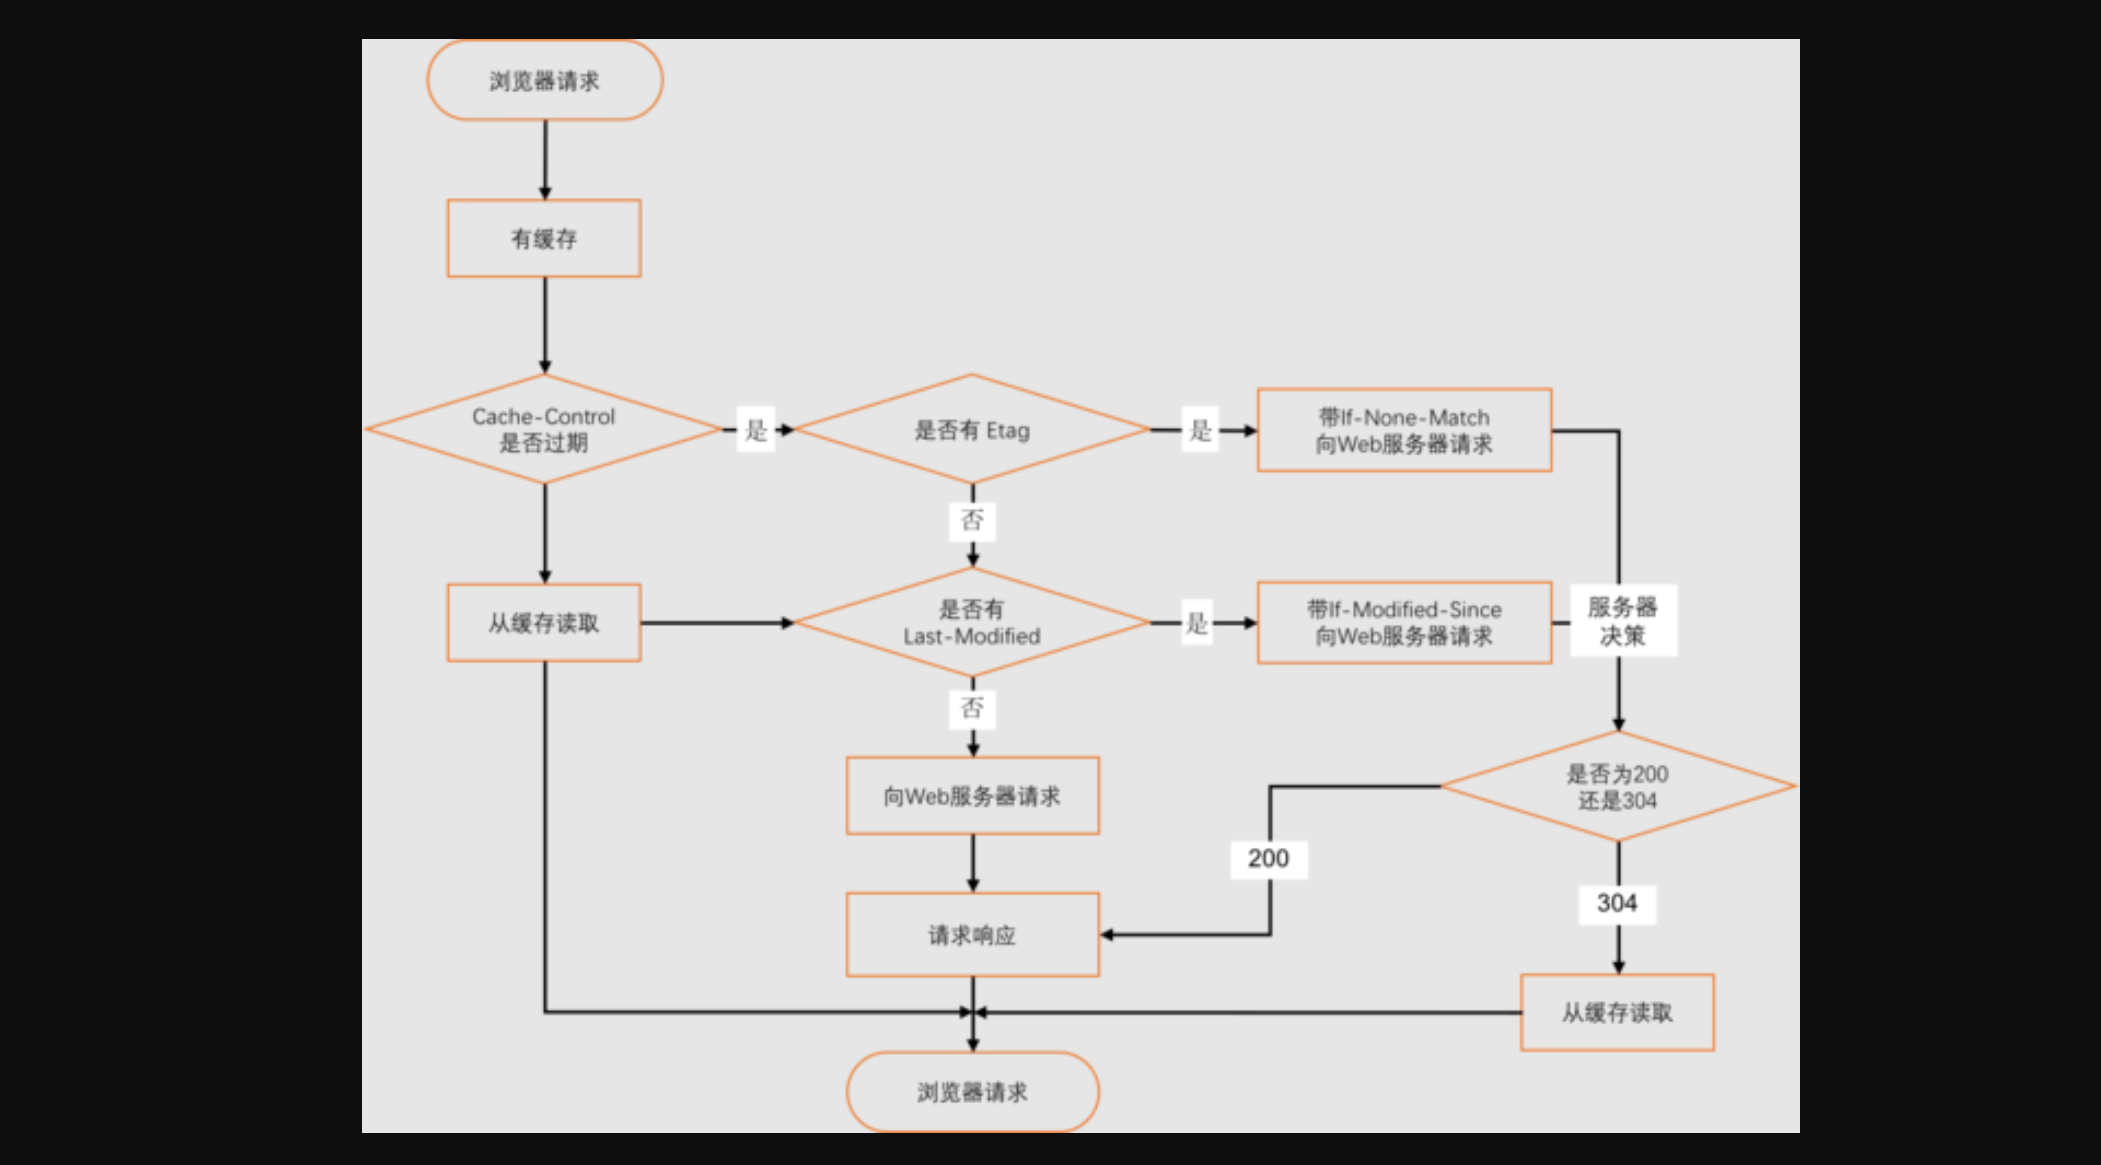 浏览器请求
有缓存
Cache-Control
是否过期
是
是否有 Etag
是
带If-None-Match
向Web服务器请求
否
从缓存读取
是否有
Last-Modified
是
带If-Modified-Since
向Web服务器请求
服务器
决策
否
向Web服务器请求
是否为200
还是304
200
304
请求响应
从缓存读取
浏览器请求